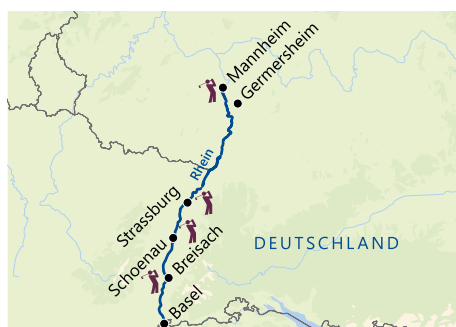 Mannheim
Germersheim
Rhein
Strassburg
DEUTSCHLAND
Schoenau
Breisach
Basel